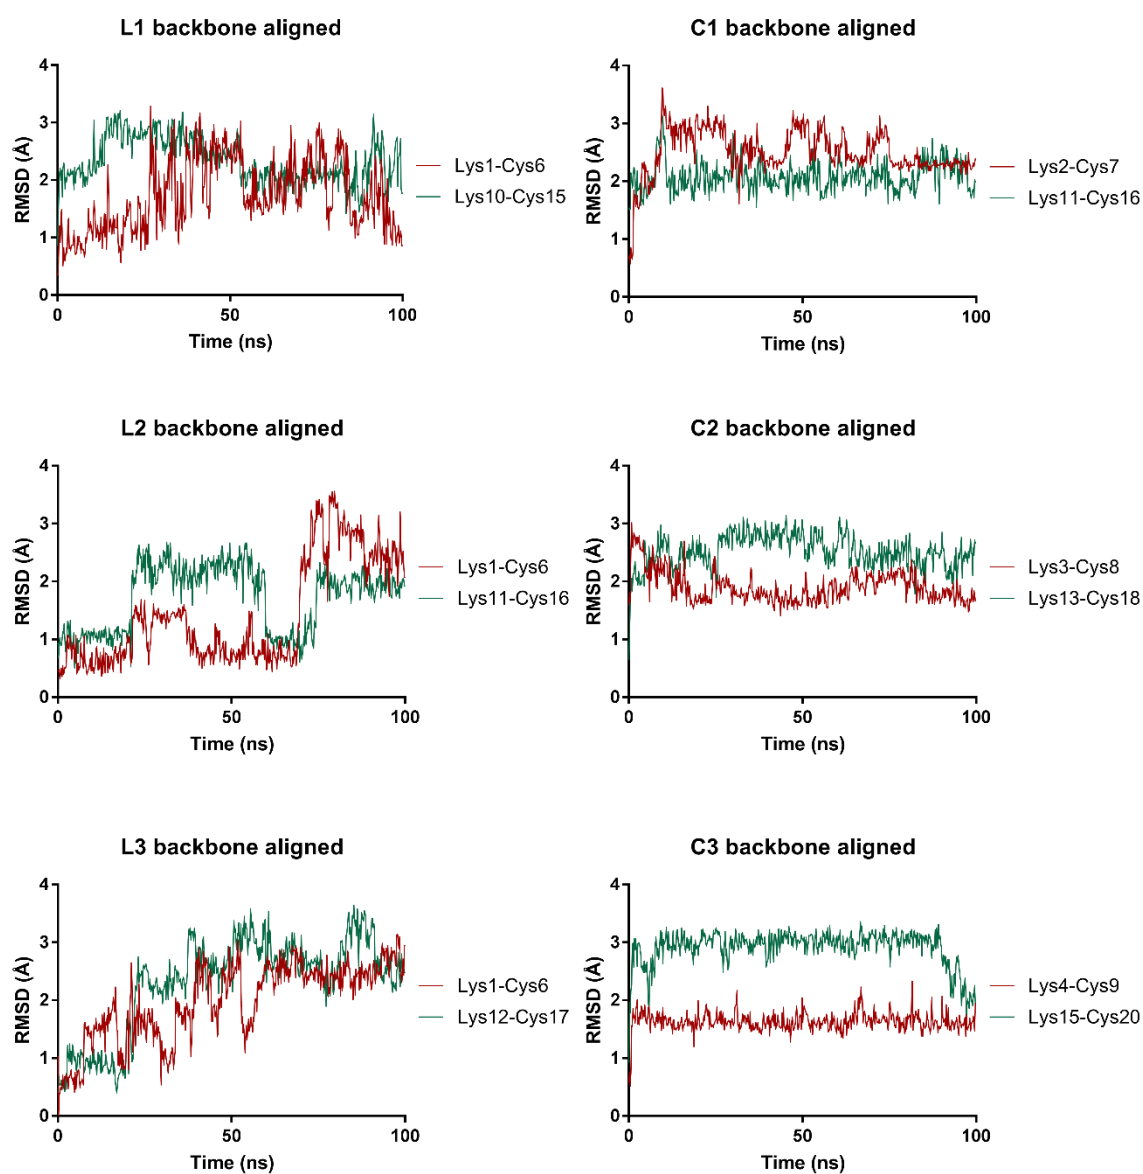 L1 backbone aligned
4
3
2
1
0
RMSD (Å)
0
50
100
Time (ns)
Lys1-Cys6
Lys10-Cys15
C1 backbone aligned
4
3
2
1
0
RMSD (Å)
0
50
100
Time (ns)
Lys2-Cys7
Lys11-Cys16
L2 backbone aligned
4
3
2
1
0
RMSD (Å)
0
50
100
Time (ns)
Lys1-Cys6
Lys11-Cys16
C2 backbone aligned
4
3
2
1
0
RMSD (Å)
0
50
100
Time (ns)
Lys3-Cys8
Lys13-Cys18
L3 backbone aligned
4
3
2
1
0
RMSD (Å)
0
50
100
Time (ns)
Lys1-Cys6
Lys12-Cys17
C3 backbone aligned
4
3
2
1
0
RMSD (Å)
0
50
100
Time (ns)
Lys4-Cys9
Lys15-Cys20